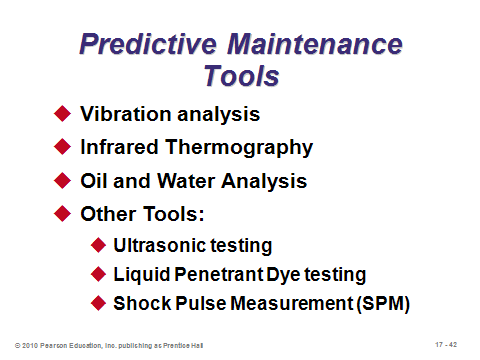 Predictive Maintenance
Tools
Vibration analysis
Infrared Thermography
Oil and Water Analysis
Other Tools:
Ultrasonic testing
Liquid Penetrant Dye testing
Shock Pulse Measurement (SPM)
© 2010 Pearson Education, Inc. publishing as Prentice Hall
17 - 42